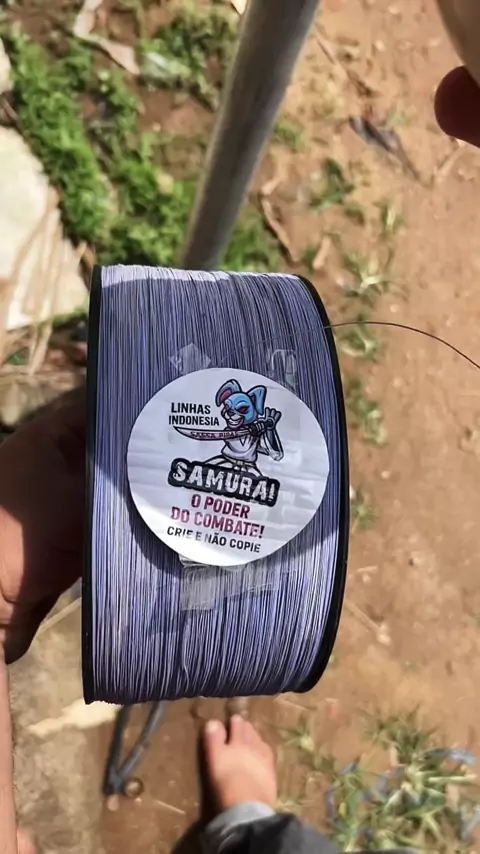 LINHAS
INDONESIA
SAMURAI
O PODER
DO COMBATE!
CRIE E NÃO COPIE